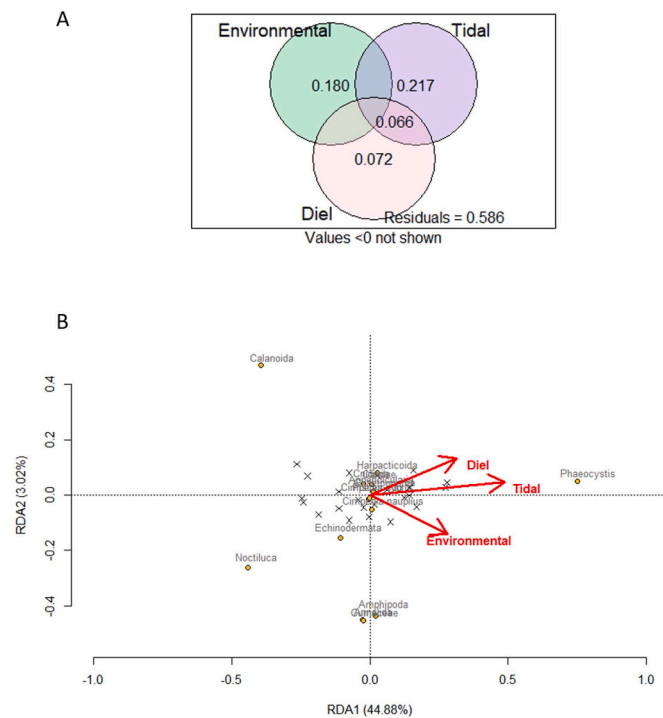 A
Environmental Tidal
0.180 0.217
0.066
0.072
Diel
Residuals = 0.586
Values <0 not shown
B
Calanoida
0.4
Harpacticoida
0.2
Diel
Phaeocystis
Tidal
0.0
nauplius
Environmental
Echinodermata
-0.2
Noctiluca
-0.4
Amphipoda
RDA2 (3.02%)
-1.0 -0.5 0.0 0.5 1.0
RDA1 (44.88%)